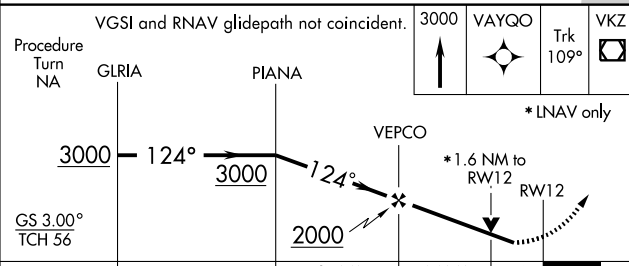 VGSI and RNAV glidepath not coincident.
3000
VAYQO
Trk
109°
VKZ
Procedure
Turn
NA
GLRIA
PIANA
* LNAV only
VEPCO
3000
124°
3000
124°
*1.6 NM to
RW12
RW12
GS 3.00°
TCH 56
2000